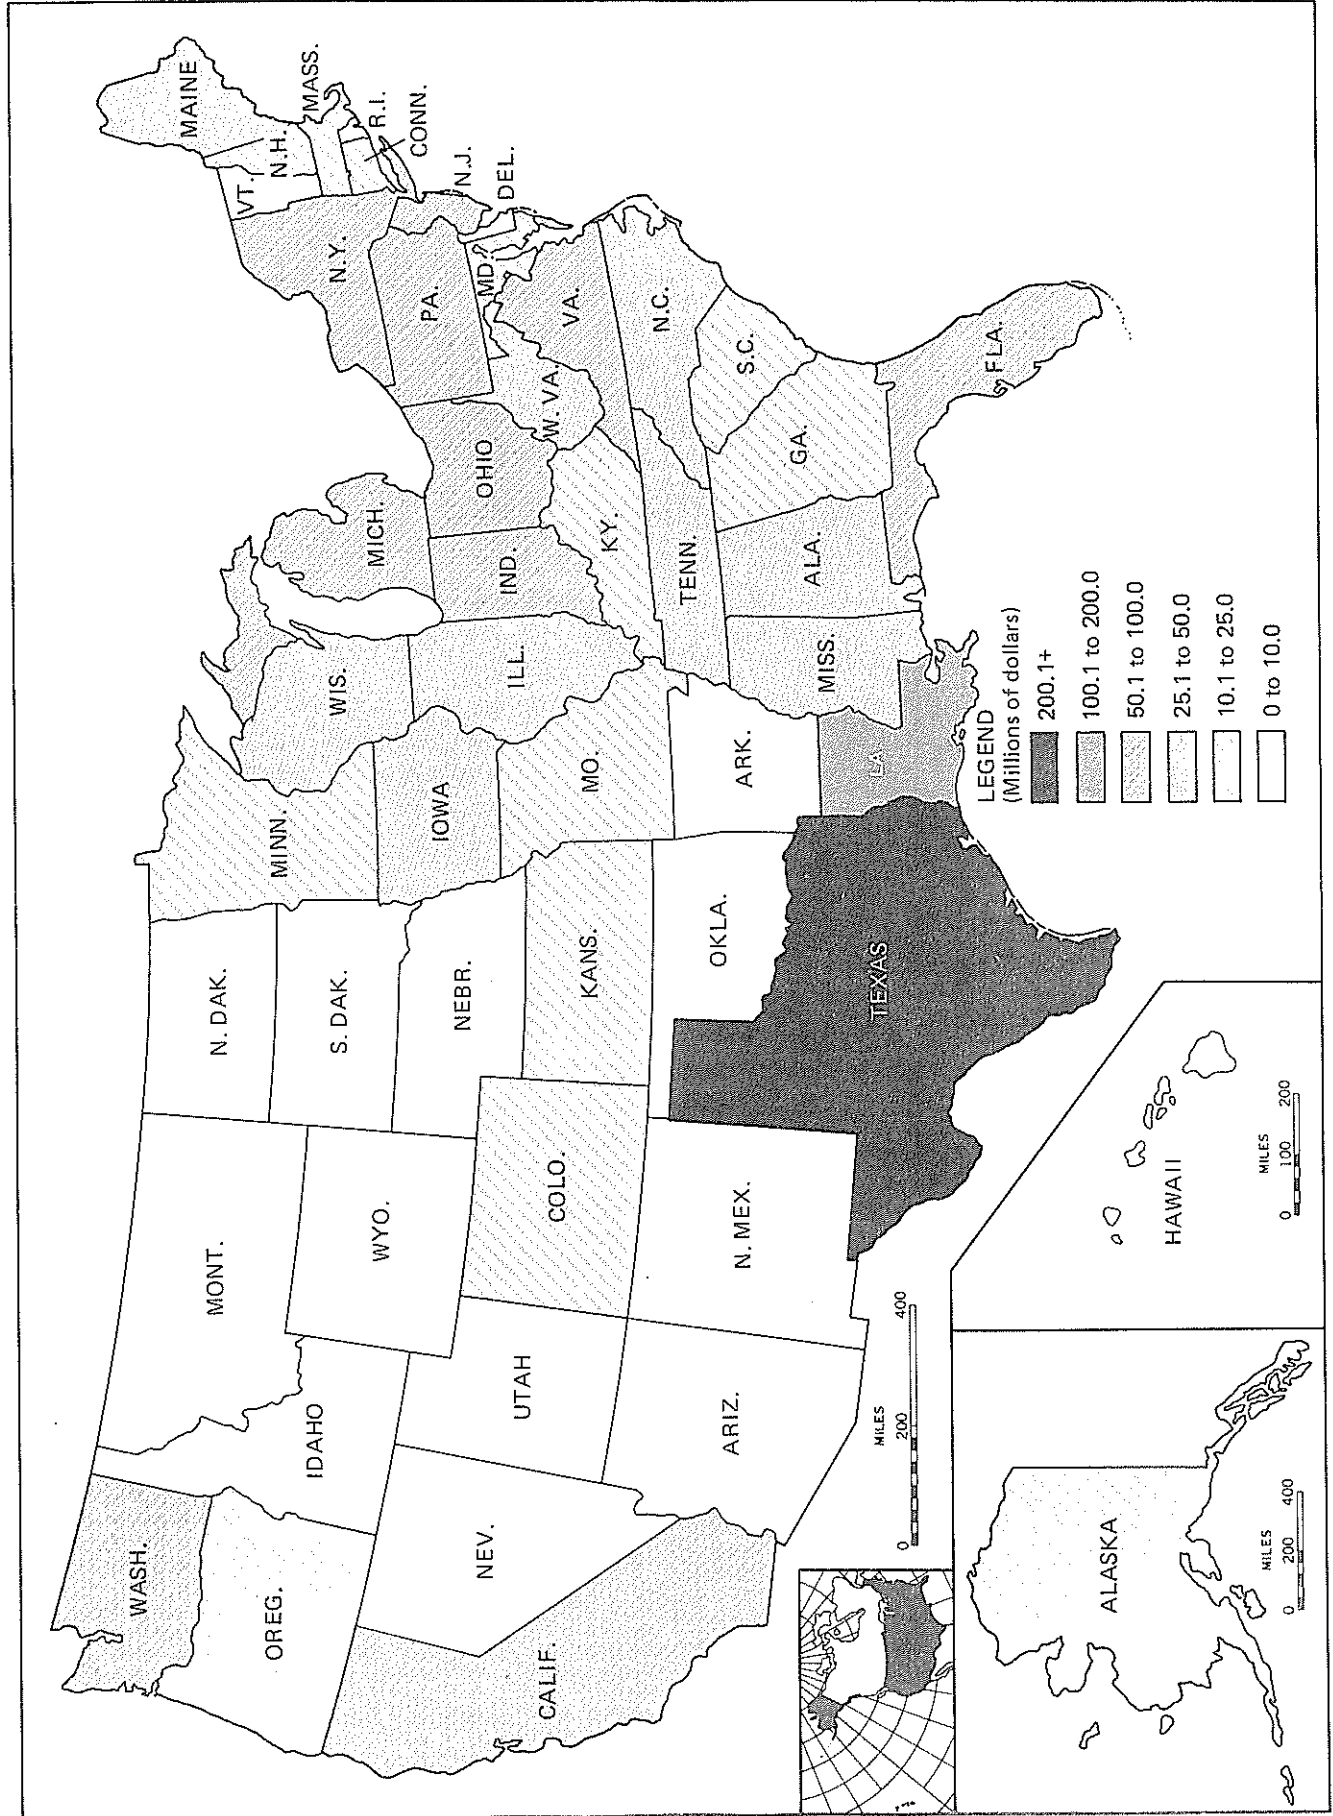 WASH.
OREG.
CALIF.
NEV.
IDAHO
MONT.
WYO.
UTAH
ARIZ.
COLO.
N. MEX.
N. DAK.
S. DAK.
NEBR.
KANS.
OKLA.
TEXAS
MINN.
IOWA
MO.
ARK.
LA.
WIS.
ILL.
MISS.
MICH.
IND.
OHIO
KY.
TENN.
ALA.
GA.
FLA.
S.C.
N.C.
VA.
W. VA.
MD.
DEL.
PA.
N.J.
N.Y.
CONN.
R.I.
MASS.
VT.
N.H.
MAINE
ALASKA
HAWAII
MILES
0 200 400
MILES
0 200 400
MILES
0 100 200
LEGEND
(Millions of dollars)
200.1+
100.1 to 200.0
50.1 to 100.0
25.1 to 50.0
10.1 to 25.0
0 to 10.0